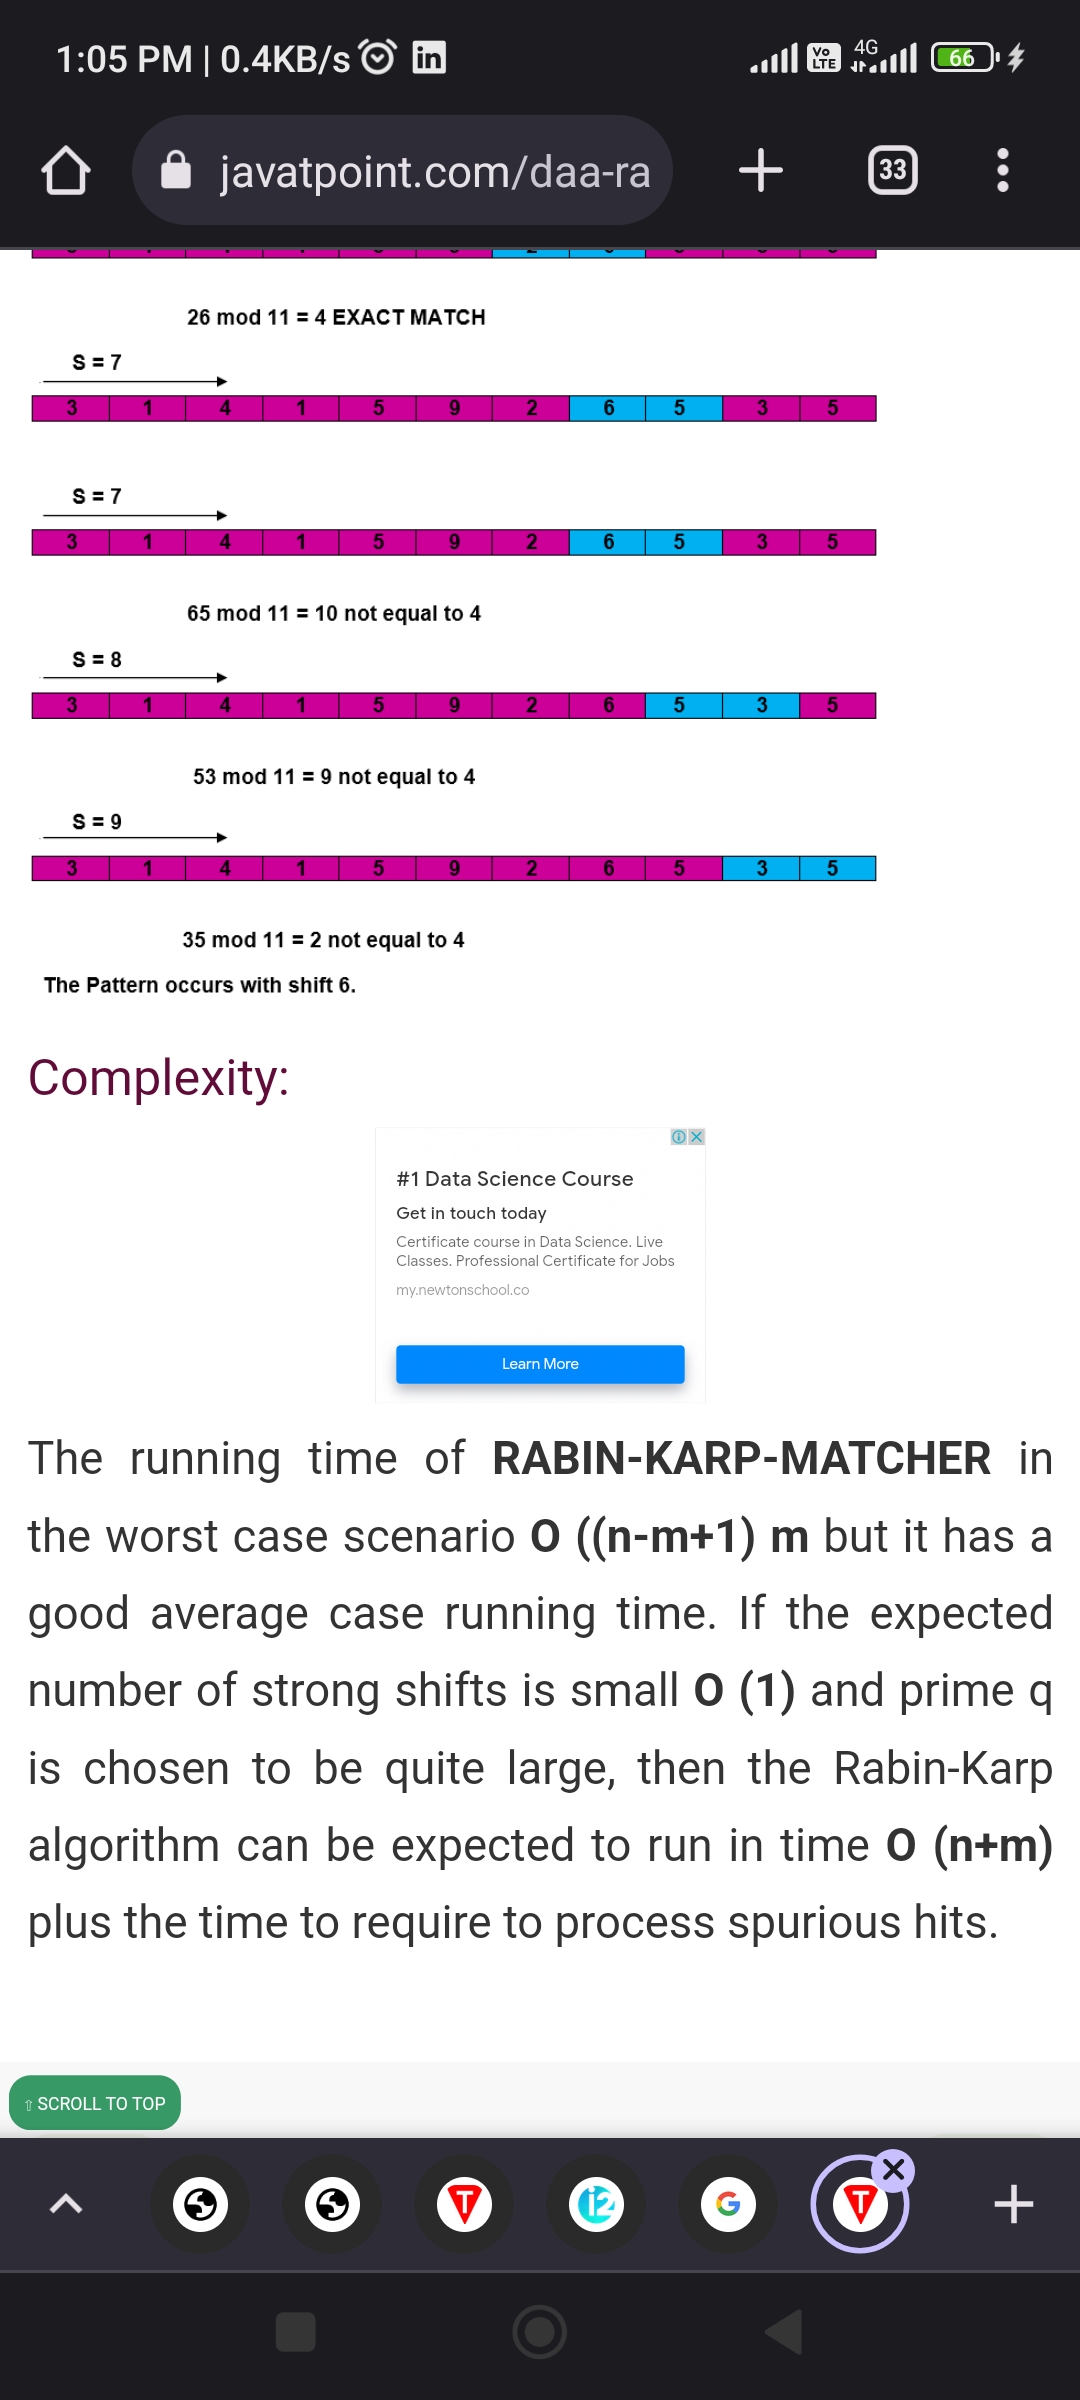 1:05 PM | 0.4KB/s in Vo LTE 4G 66
javatpoint.com/daa-ra 33
26 mod 11 = 4 EXACT MATCH
S = 7
3 1 4 1 5 9 2 6 5 3 5
S = 7
3 1 4 1 5 9 2 6 5 3 5
65 mod 11 = 10 not equal to 4
S = 8
3 1 4 1 5 9 2 6 5 3 5
53 mod 11 = 9 not equal to 4
S = 9
3 1 4 1 5 9 2 6 5 3 5
35 mod 11 = 2 not equal to 4
The Pattern occurs with shift 6.
Complexity:
#1 Data Science Course
Get in touch today
Certificate course in Data Science. Live
Classes. Professional Certificate for Jobs
my.newtonschool.co
Learn More
The running time of RABIN-KARP-MATCHER in
the worst case scenario O ((n-m+1) m but it has a
good average case running time. If the expected
number of strong shifts is small O (1) and prime q
is chosen to be quite large, then the Rabin-Karp
algorithm can be expected to run in time O (n+m)
plus the time to require to process spurious hits.
⇧ SCROLL TO TOP
T i2 G T